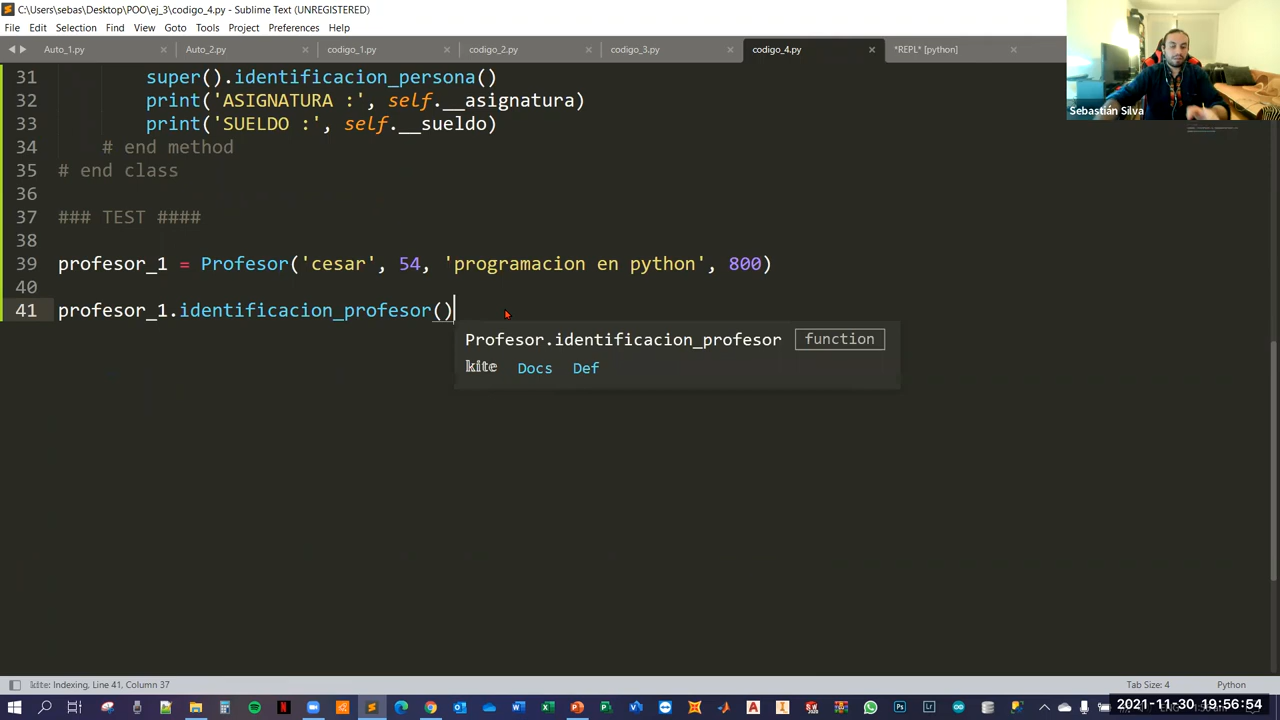 C:\Users\sebas\Desktop\POO\ej_3\codigo_4.py - Sublime Text (UNREGISTERED)
File Edit Selection Find View Goto Tools Project Preferences Help
Auto_1.py Auto_2.py codigo_1.py codigo_2.py codigo_3.py codigo_4.py *REPL* [python]
Sebastián Silva
31 super().identificacion_persona()
32 print('ASIGNATURA :', self.__asignatura)
33 print('SUELDO :', self.__sueldo)
34 # end method
35 # end class
36
37 ### TEST ####
38
39 profesor_1 = Profesor('cesar', 54, 'programacion en python', 800)
40
41 profesor_1.identificacion_profesor()
Profesor.identificacion_profesor function
kite Docs Def
kite: Indexing, Line 41, Column 37 Tab Size: 4 Python
2021-11-30 19:56:54